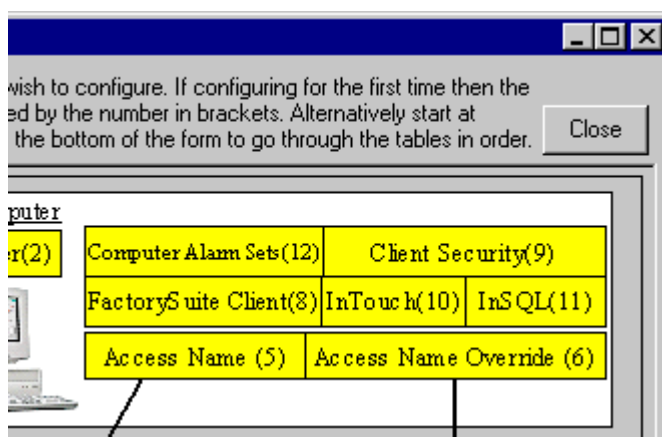 wish to configure. If configuring for the first time then the
ed by the number in brackets. Alternatively start at
the bottom of the form to go through the tables in order.
Close
puter
er(2)
Computer Alarm Sets(12) Client Security(9)
FactorySuite Client(8) InTouch(10) InSQL(11)
Access Name (5) Access Name Override (6)